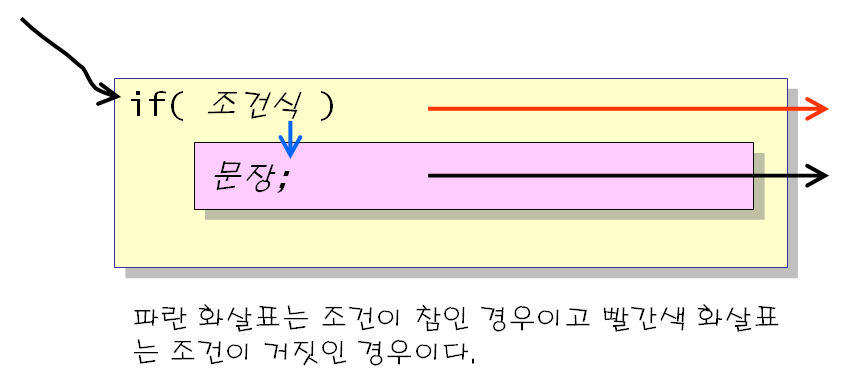 if( 조건식 )
문장;
파란 화살표는 조건이 참인 경우이고 빨간색 화살표
는 조건이 거짓인 경우이다.